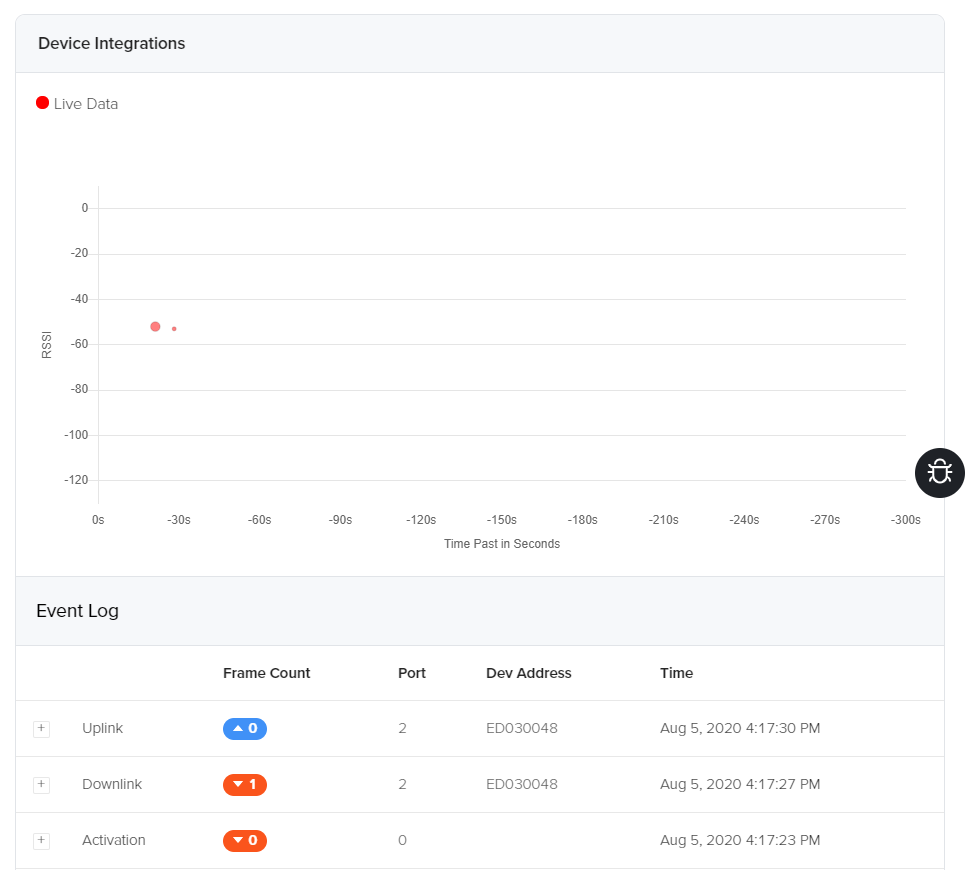 Device Integrations
Live Data
0
-20
-40
-60
-80
-100
-120
RSSI
0s -30s -60s -90s -120s -150s -180s -210s -240s -270s -300s
Time Past in Seconds
Event Log
Frame Count Port Dev Address Time
+ Uplink 0 2 ED030048 Aug 5, 2020 4:17:30 PM
+ Downlink 1 2 ED030048 Aug 5, 2020 4:17:27 PM
+ Activation 0 0 Aug 5, 2020 4:17:23 PM